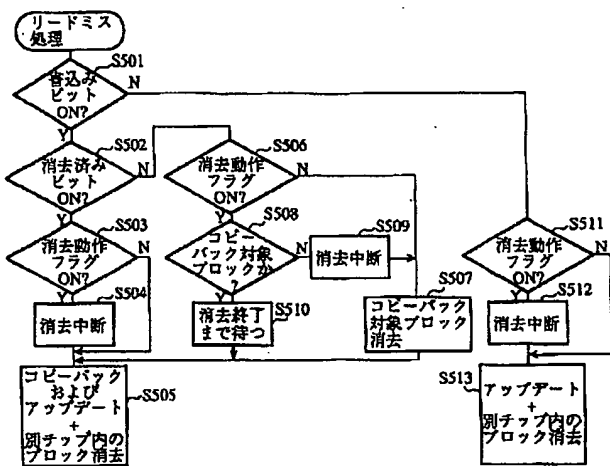 リードミス
処理
S501
書込み
ビット
ON?
N
Y
S502
消去済み
ビット
ON?
N
Y
S503
消去動作
フラグ
ON?
N
Y
S504
消去中断
コピーバック
および
アップデート
+
別チップ内の
ブロック消去
S505
S506
消去動作
フラグ
ON?
N
Y
S508
コピー
バック対象
ブロックか
?
N
Y
S509
消去中断
S510
消去終了
まで待つ
S507
コピーバック
対象ブロック
消去
S511
消去動作
フラグ
ON?
N
Y
S512
消去中断
S513
アップデート
+
別チップ内の
ブロック消去